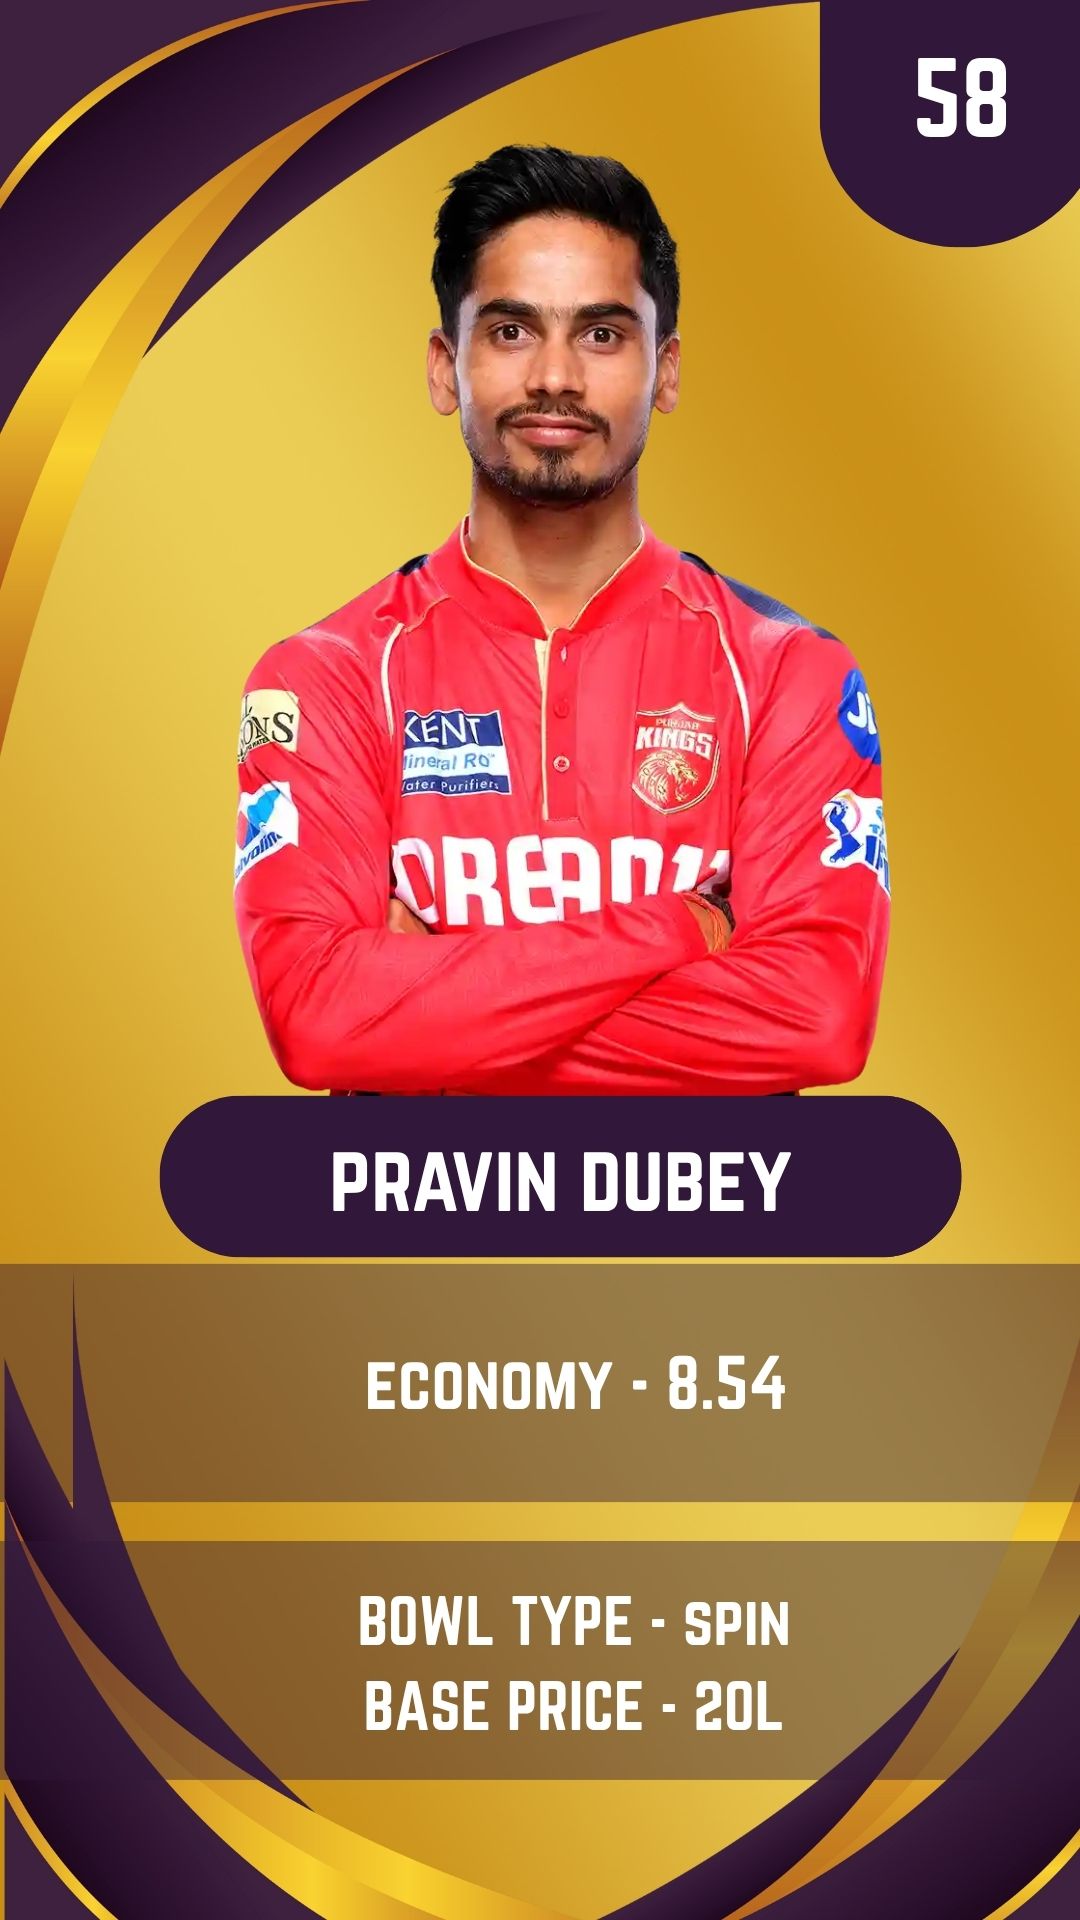 58
KENT
Mineral RO
Water Purifiers
PUNJAB
KINGS
DREAM11
IPL
PRAVIN DUBEY
ECONOMY - 8.54
BOWL TYPE - SPIN
BASE PRICE - 20L